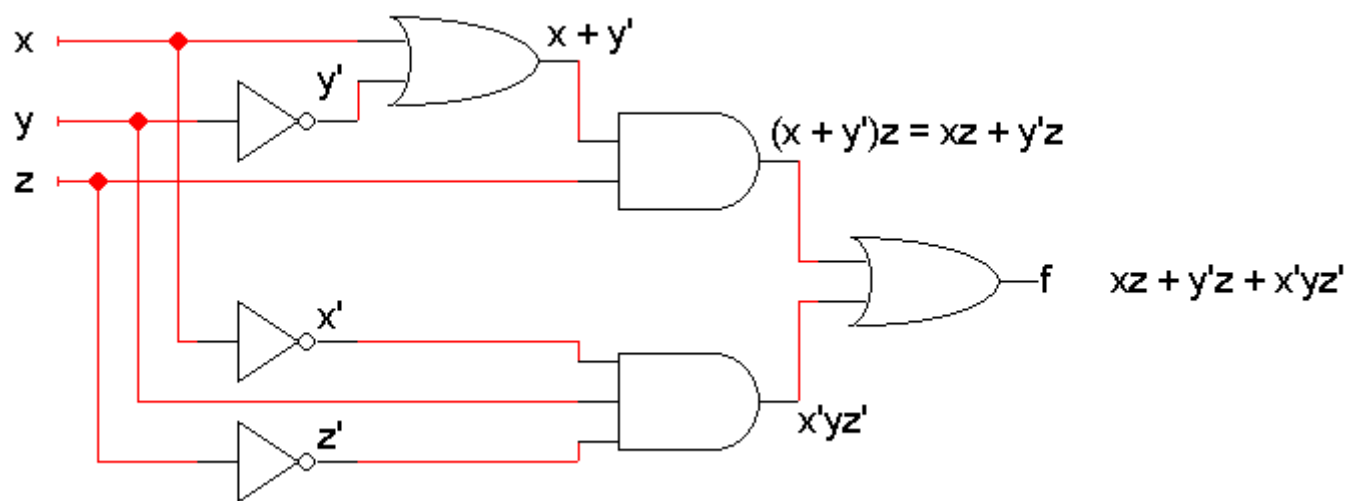 x
x + y'
y'
y
(x + y')z = xz + y'z
z
f
xz + y'z + x'yz'
x'
x'yz'
z'